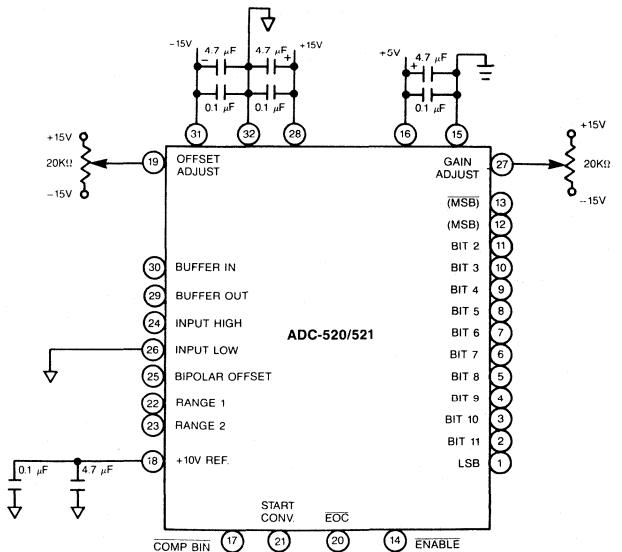 -15V
4.7 μF
4.7 μF
+15V
−
+
0.1 μF
0.1 μF
+5V
4.7 μF
+
0.1 μF
31
32
28
16
15
+15V
20KΩ
-15V
19
OFFSET ADJUST
GAIN ADJUST
27
+15V
20KΩ
-15V
(MSB)
13
(MSB)
12
BIT 2
11
30
BUFFER IN
BIT 3
10
29
BUFFER OUT
BIT 4
9
24
INPUT HIGH
BIT 5
8
ADC-520/521
BIT 6
7
26
INPUT LOW
BIT 7
6
25
BIPOLAR OFFSET
BIT 8
5
22
RANGE 1
BIT 9
4
23
RANGE 2
BIT 10
3
BIT 11
2
18
+10V REF.
LSB
1
0.1 μF
4.7 μF
START
CONV.
EOC
COMP BIN
17
21
20
14
ENABLE